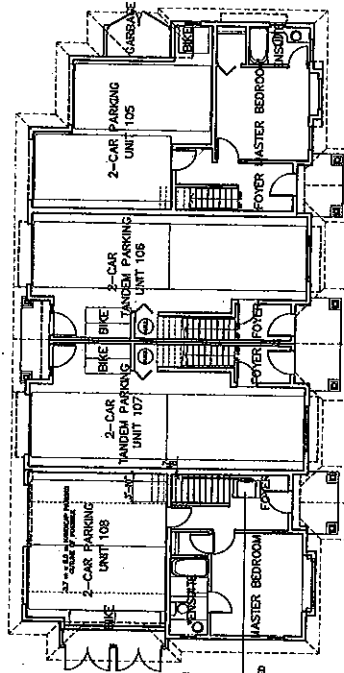 GARBAGE
BIKE
ENSUITE
2-CAR PARKING
UNIT 105
MASTER BEDROOM
FOYER
2-CAR
TANDEM PARKING
UNIT 106
BIKE
FOYER
BIKE
FOYER
2-CAR
TANDEM PARKING
UNIT 107
2-CAR PARKING
UNIT 108
BIKE
FOYER
ENSUITE
MASTER BEDROOM